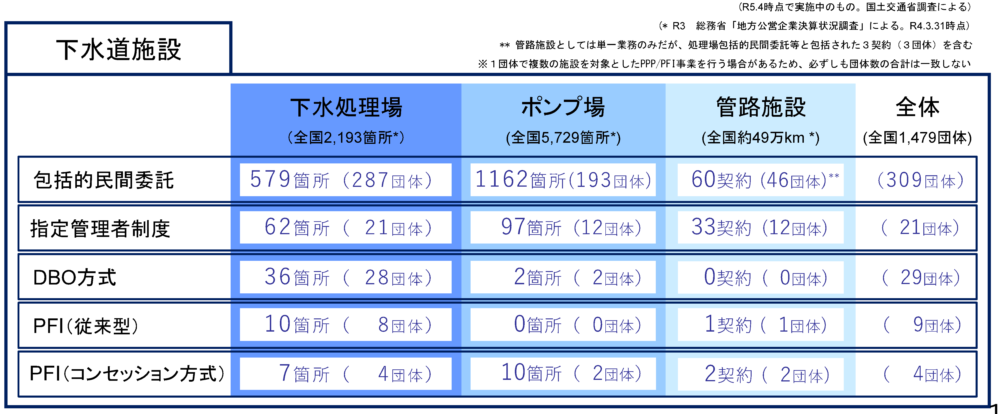 (R5.4時点で実施中のもの。国土交通省調査による)
(* R3　総務省「地方公営企業決算状況調査」による。R4.3.31時点)
** 管路施設としては単一業務のみだが、処理場包括的民間委託等と包括された３契約（３団体）を含む
※１団体で複数の施設を対象としたPPP/PFI事業を行う場合があるため、必ずしも団体数の合計は一致しない
下水道施設
下水処理場 ポンプ場 管路施設 全体
（全国2,193箇所*） (全国5,729箇所*) (全国約49万km *) (全国1,479団体)
包括的民間委託 579箇所（287団体） 1162箇所(193団体) 60契約 (46団体)** （309団体）
指定管理者制度 62箇所（ 21団体） 97箇所 (12団体) 33契約 (12団体) ( 21団体)
DBO方式 36箇所（ 28団体） 2箇所 ( 2団体) 0契約 ( 0団体) ( 29団体)
PFI（従来型） 10箇所（ 8団体） 0箇所 ( 0団体) 1契約 ( 1団体) ( 9団体)
PFI（コンセッション方式） 7箇所（ 4団体） 10箇所 ( 2団体) 2契約 ( 2団体) ( 4団体)
1